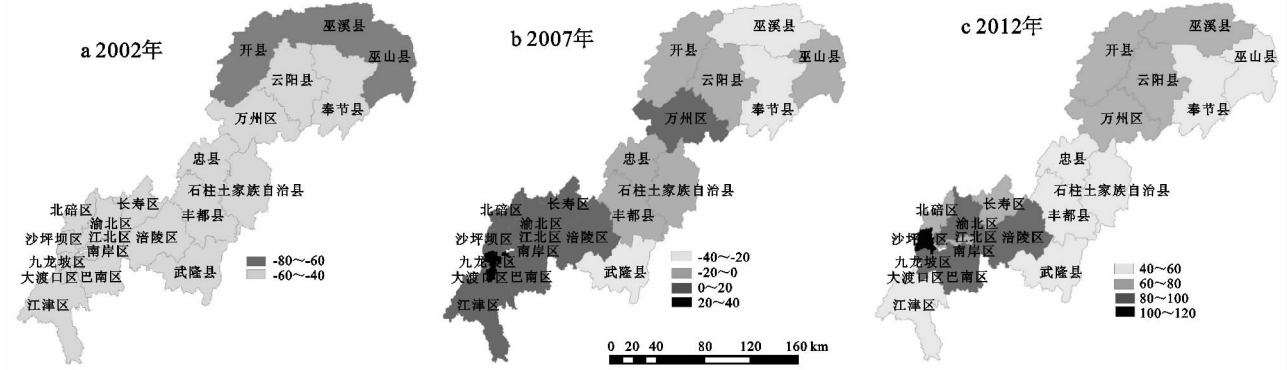 a 2002年
巫溪县
开县
巫山县
云阳县
奉节县
万州区
忠县
石柱土家族自治县
长寿区
北碚区
丰都县
渝北区
沙坪坝区
江北区
涪陵区
南岸区
九龙坡区
武隆县
大渡口区
巴南区
江津区
-80～-60
-60～-40
b 2007年
巫溪县
开县
巫山县
云阳县
奉节县
万州区
忠县
石柱土家族自治县
长寿区
北碚区
丰都县
渝北区
沙坪坝区
江北区
涪陵区
南岸区
九龙坡区
武隆县
大渡口区
巴南区
江津区
-40～-20
-20～0
0～20
20～40
0 20 40 80 120 160 km
c 2012年
巫溪县
开县
巫山县
云阳县
奉节县
万州区
忠县
石柱土家族自治县
长寿区
北碚区
丰都县
渝北区
沙坪坝区
江北区
涪陵区
南岸区
九龙坡区
武隆县
大渡口区
巴南区
江津区
40～60
60～80
80～100
100～120